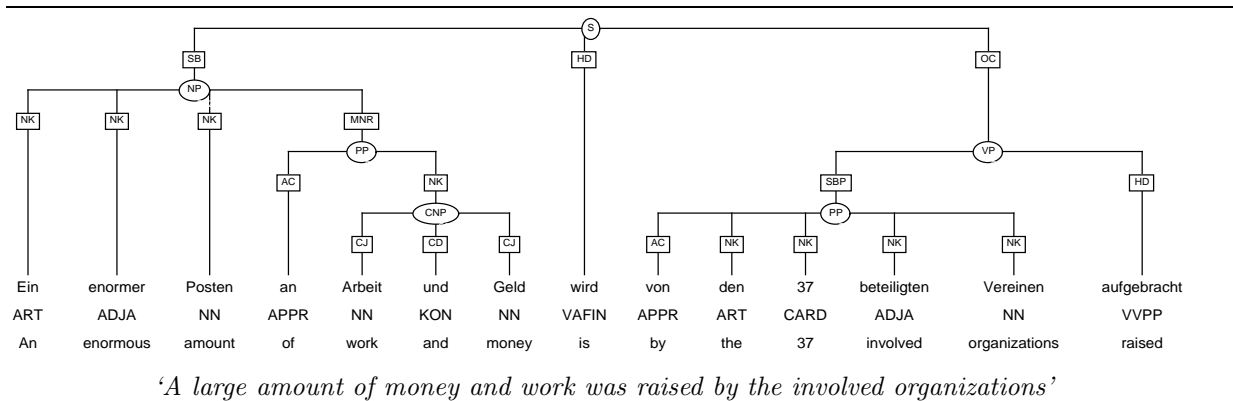 S
SB HD OC
NP
NK NK NK MNR
PP VP
AC NK SBP HD
CNP PP
CJ CD CJ AC NK NK NK NK
Ein enormer Posten an Arbeit und Geld wird von den 37 beteiligten Vereinen aufgebracht
ART ADJA NN APPR NN KON NN VAFIN APPR ART CARD ADJA NN VVPP
An enormous amount of work and money is by the 37 involved organizations raised
‘A large amount of money and work was raised by the involved organizations’